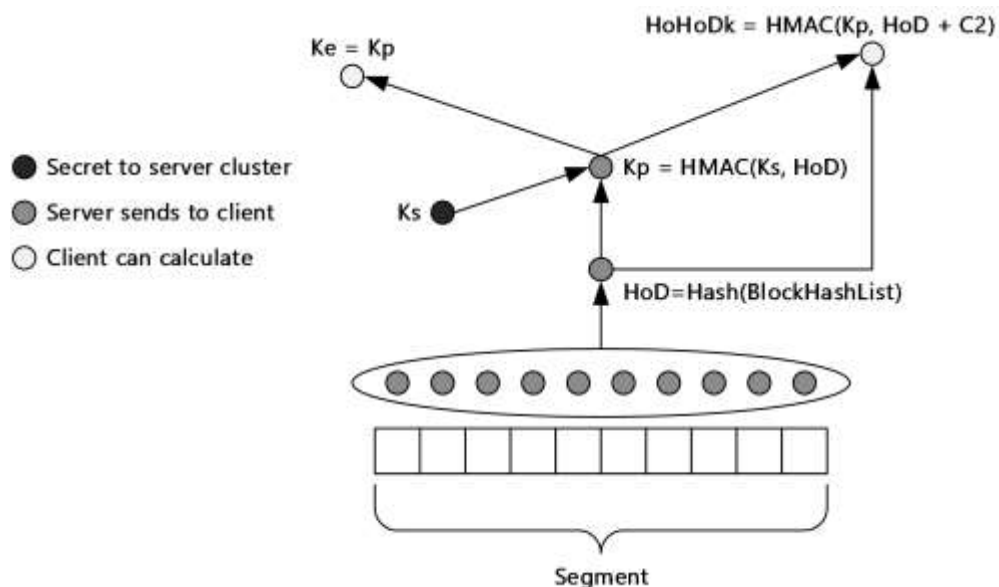 HoHoDk = HMAC(Kp, HoD + C2)
Ke = Kp
Secret to server cluster
Kp = HMAC(Ks, HoD)
Server sends to client
Ks
Client can calculate
HoD=Hash(BlockHashList)
Segment